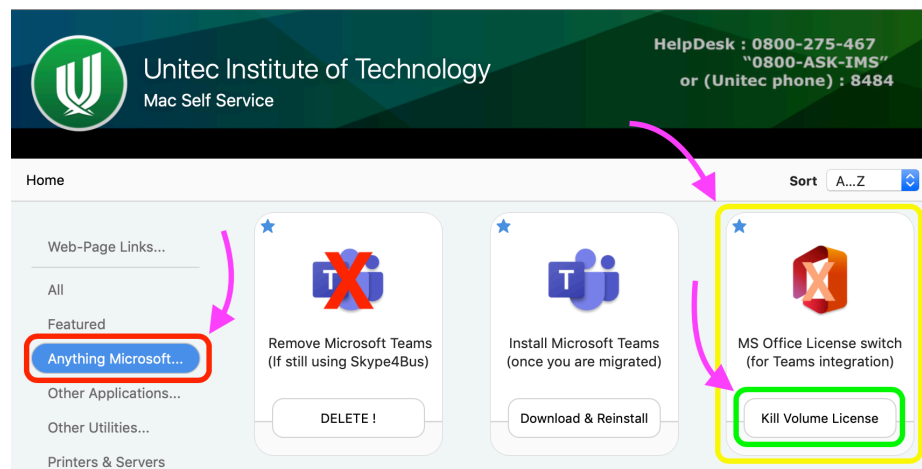 HelpDesk : 0800-275-467
"0800-ASK-IMS"
or (Unitec phone) : 8484
Unitec Institute of Technology
Mac Self Service
Home
Sort A...Z
Web-Page Links...
All
Featured
Anything Microsoft...
Other Applications...
Other Utilities...
Printers & Servers
T X
Remove Microsoft Teams
(If still using Skype4Bus)
DELETE !
T
Install Microsoft Teams
(once you are migrated)
Download & Reinstall
X
MS Office License switch
(for Teams integration)
Kill Volume License